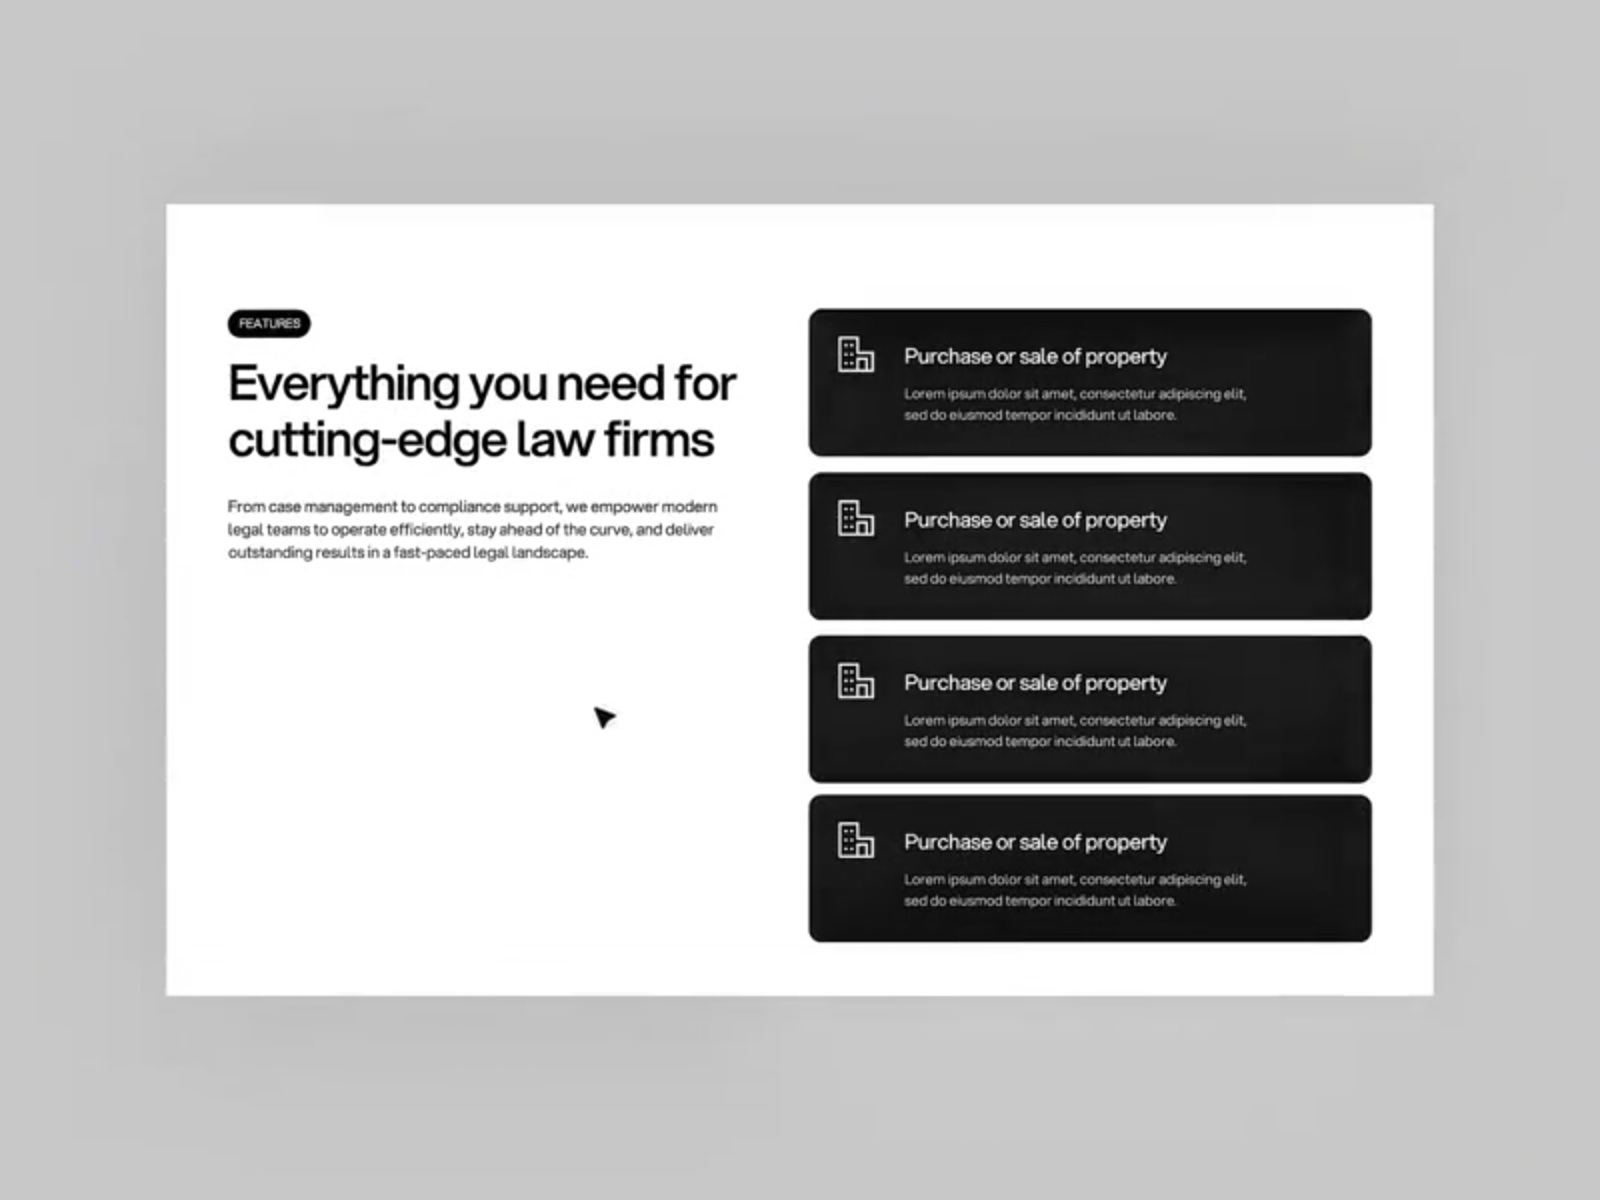 FEATURES
Everything you need for
cutting-edge law firms
From case management to compliance support, we empower modern
legal teams to operate efficiently, stay ahead of the curve, and deliver
outstanding results in a fast-paced legal landscape.
Purchase or sale of property
Lorem ipsum dolor sit amet, consectetur adipiscing elit,
sed do eiusmod tempor incididunt ut labore.
Purchase or sale of property
Lorem ipsum dolor sit amet, consectetur adipiscing elit,
sed do eiusmod tempor incididunt ut labore.
Purchase or sale of property
Lorem ipsum dolor sit amet, consectetur adipiscing elit,
sed do eiusmod tempor incididunt ut labore.
Purchase or sale of property
Lorem ipsum dolor sit amet, consectetur adipiscing elit,
sed do eiusmod tempor incididunt ut labore.